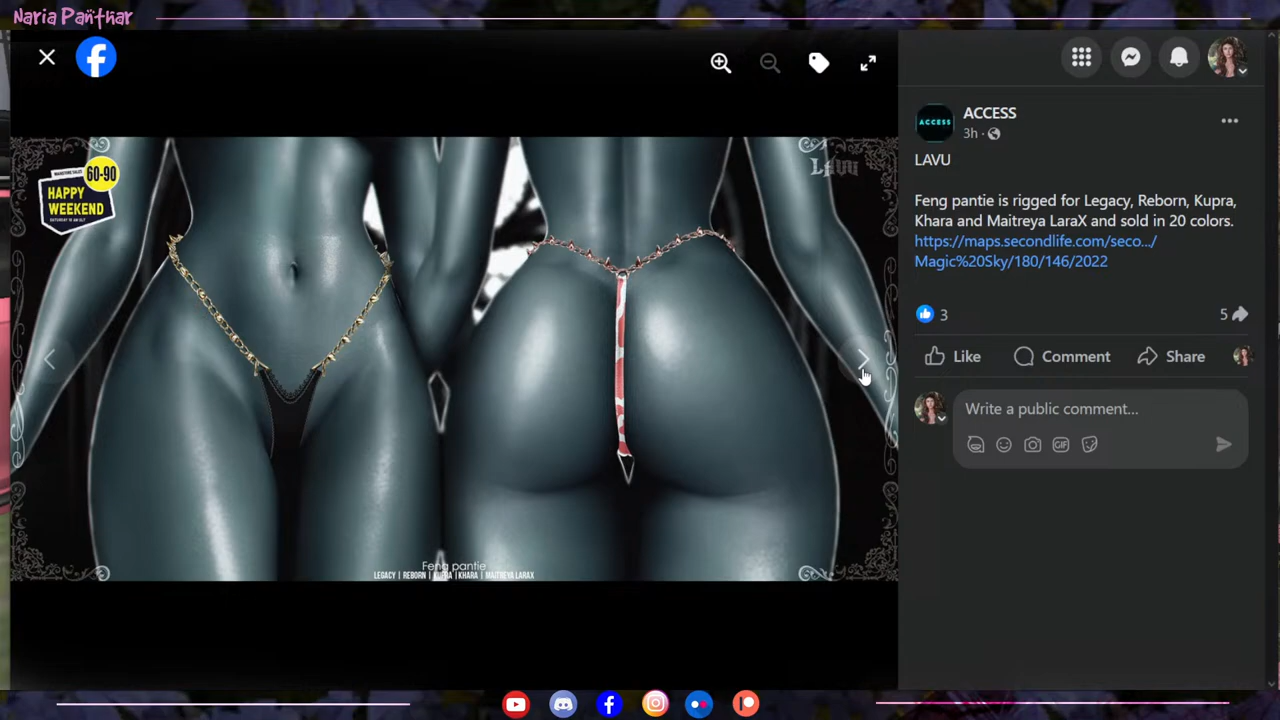 Naria Panthar
ACCESS
ACCESS
3h
LAVU
Feng pantie is rigged for Legacy, Reborn, Kupra,
Khara and Maitreya LaraX and sold in 20 colors.
https://maps.secondlife.com/seco.../
Magic%20Sky/180/146/2022
3
5
Like
Comment
Share
Write a public comment...
GIF
60-90
HAPPY
WEEKEND
LAVU
Feng pantie
LEGACY | REBORN | KUPRA | KHARA | MAITREYA LARAX